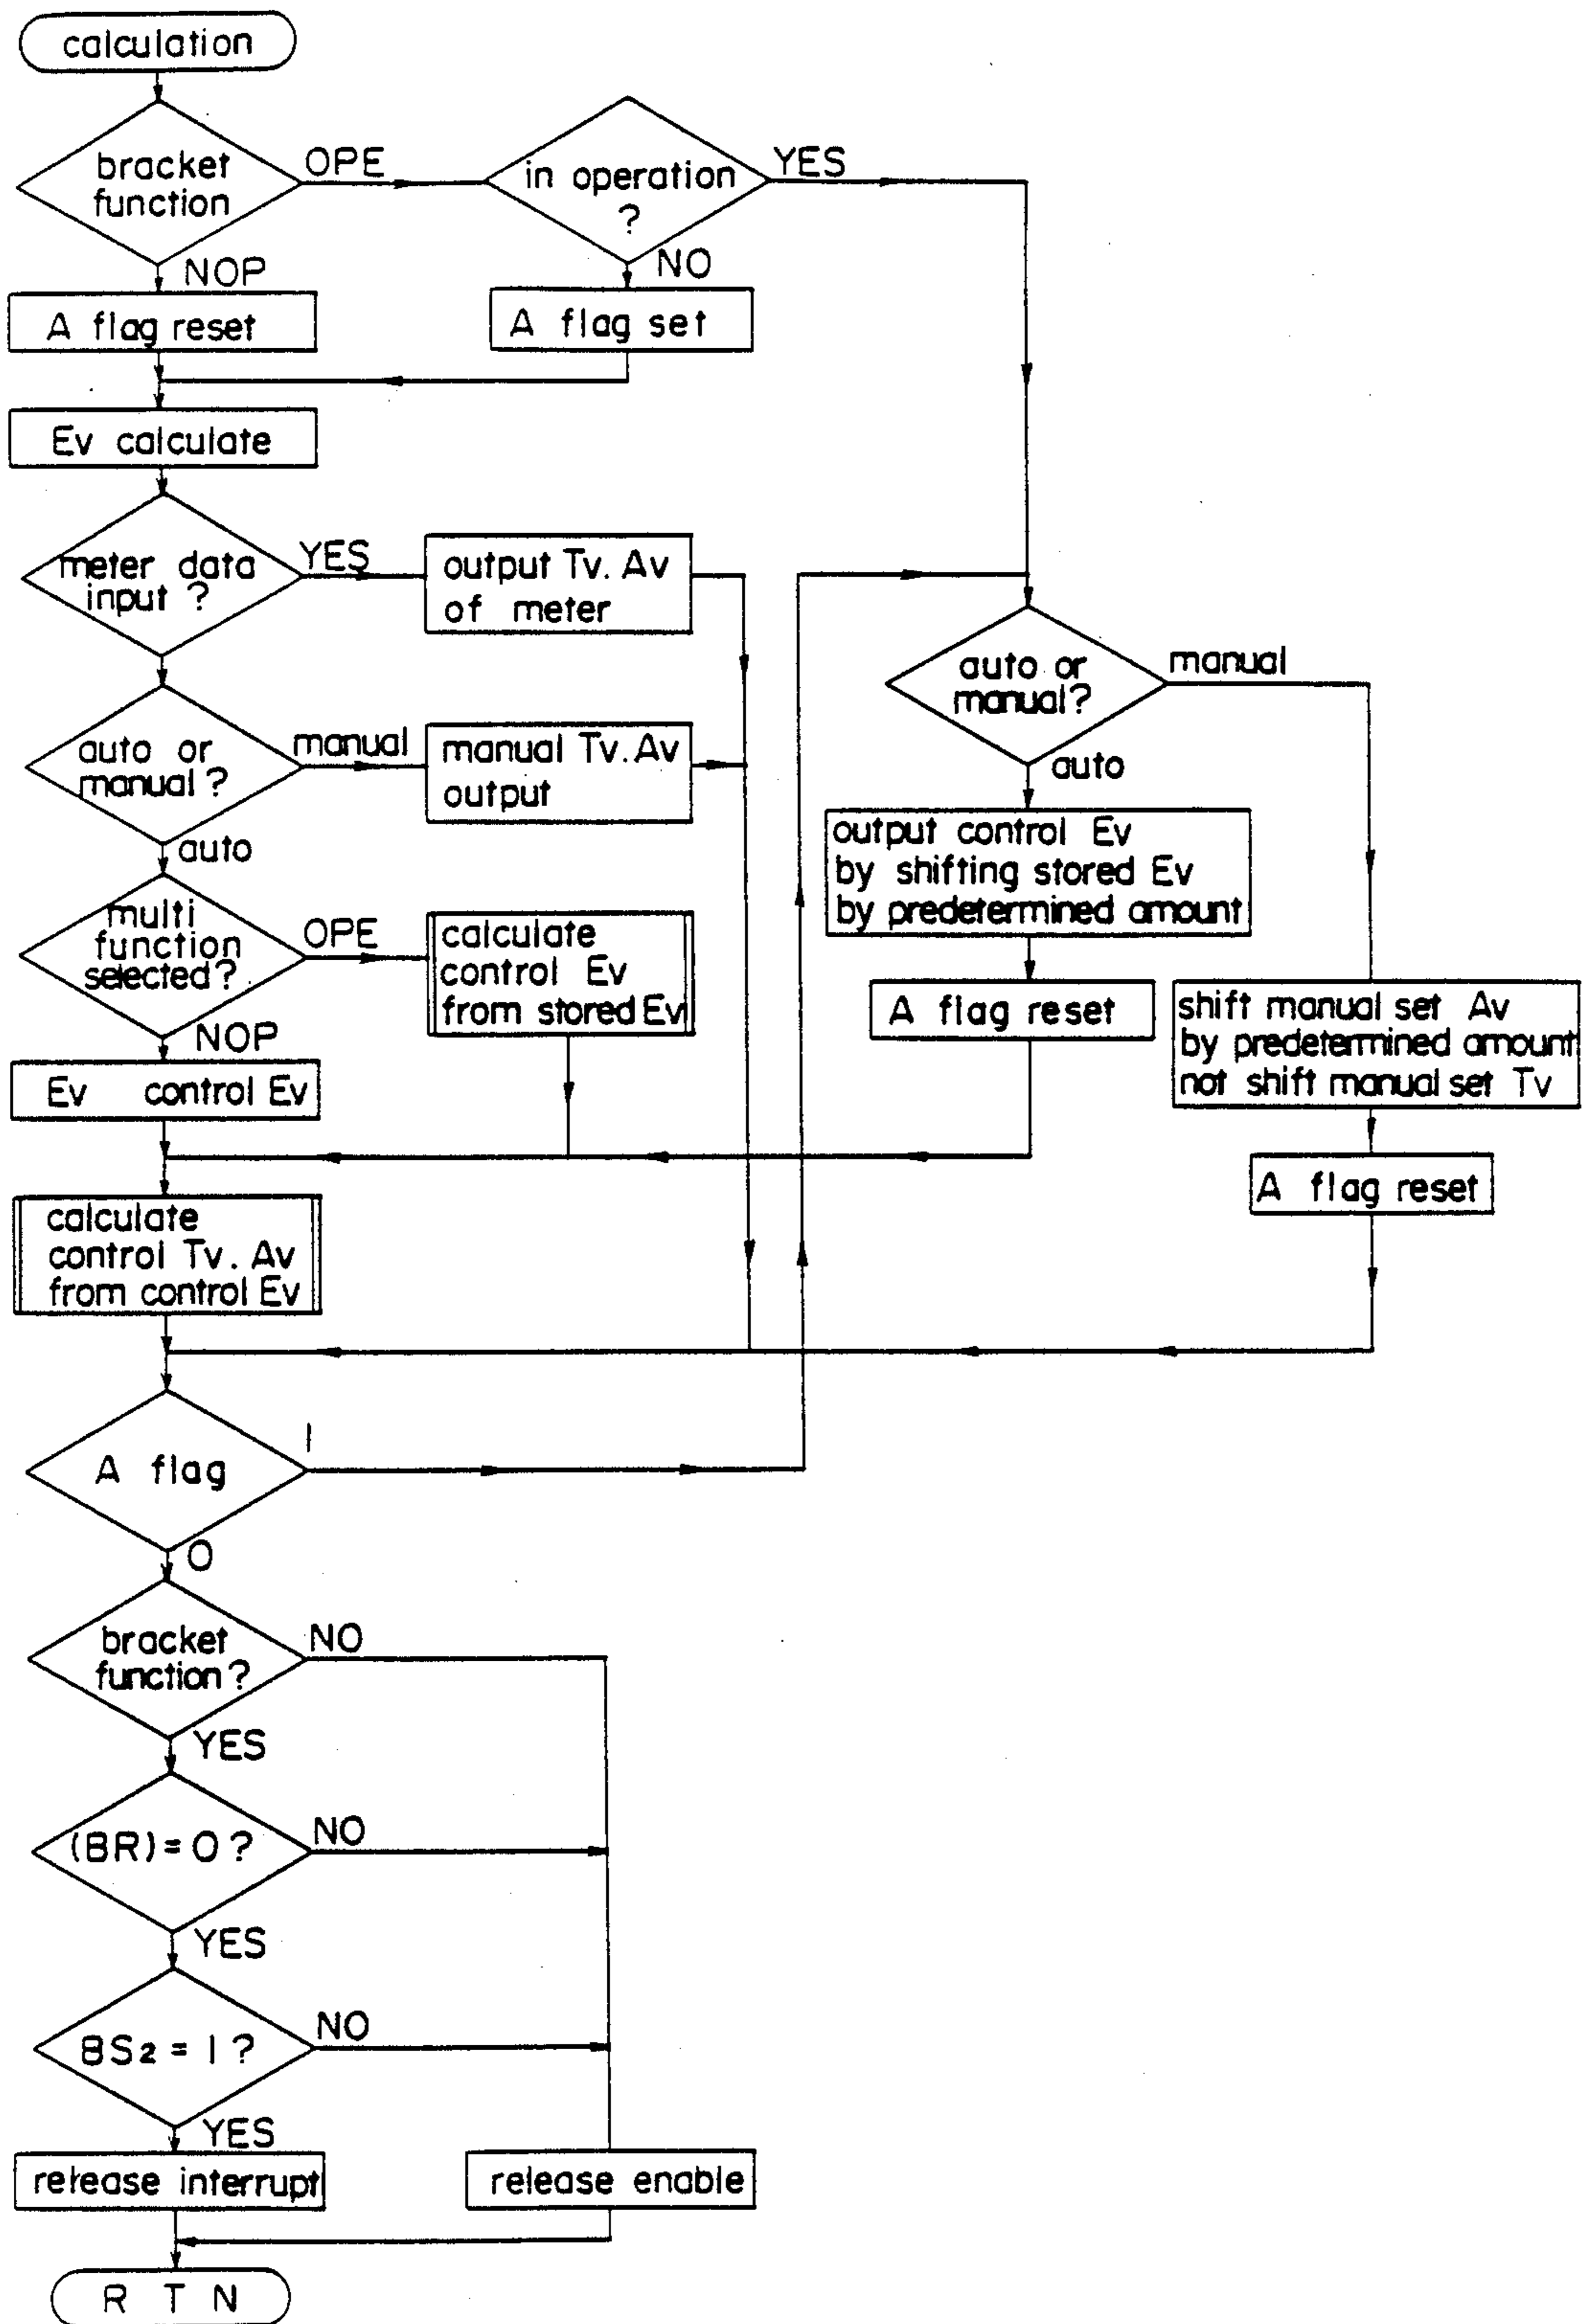 calculation
bracket
function
OPE
in operation
?
YES
NOP
NO
A flag reset
A flag set
Ev calculate
meter data
input ?
YES
output Tv. Av
of meter
auto or
manual ?
manual
manual Tv. Av
output
auto
auto or
manual?
manual
auto
output control Ev
by shifting stored Ev
by predetermined amount
multi
function
selected?
OPE
calculate
control Ev
from stored Ev
NOP
A flag reset
shift manual set Av
by predetermined amount
not shift manual set Tv
Ev control Ev
A flag reset
calculate
control Tv. Av
from control Ev
A flag
1
0
bracket
function?
NO
YES
(BR)=0?
NO
YES
BS2 = 1 ?
NO
YES
release interrupt
release enable
R T N